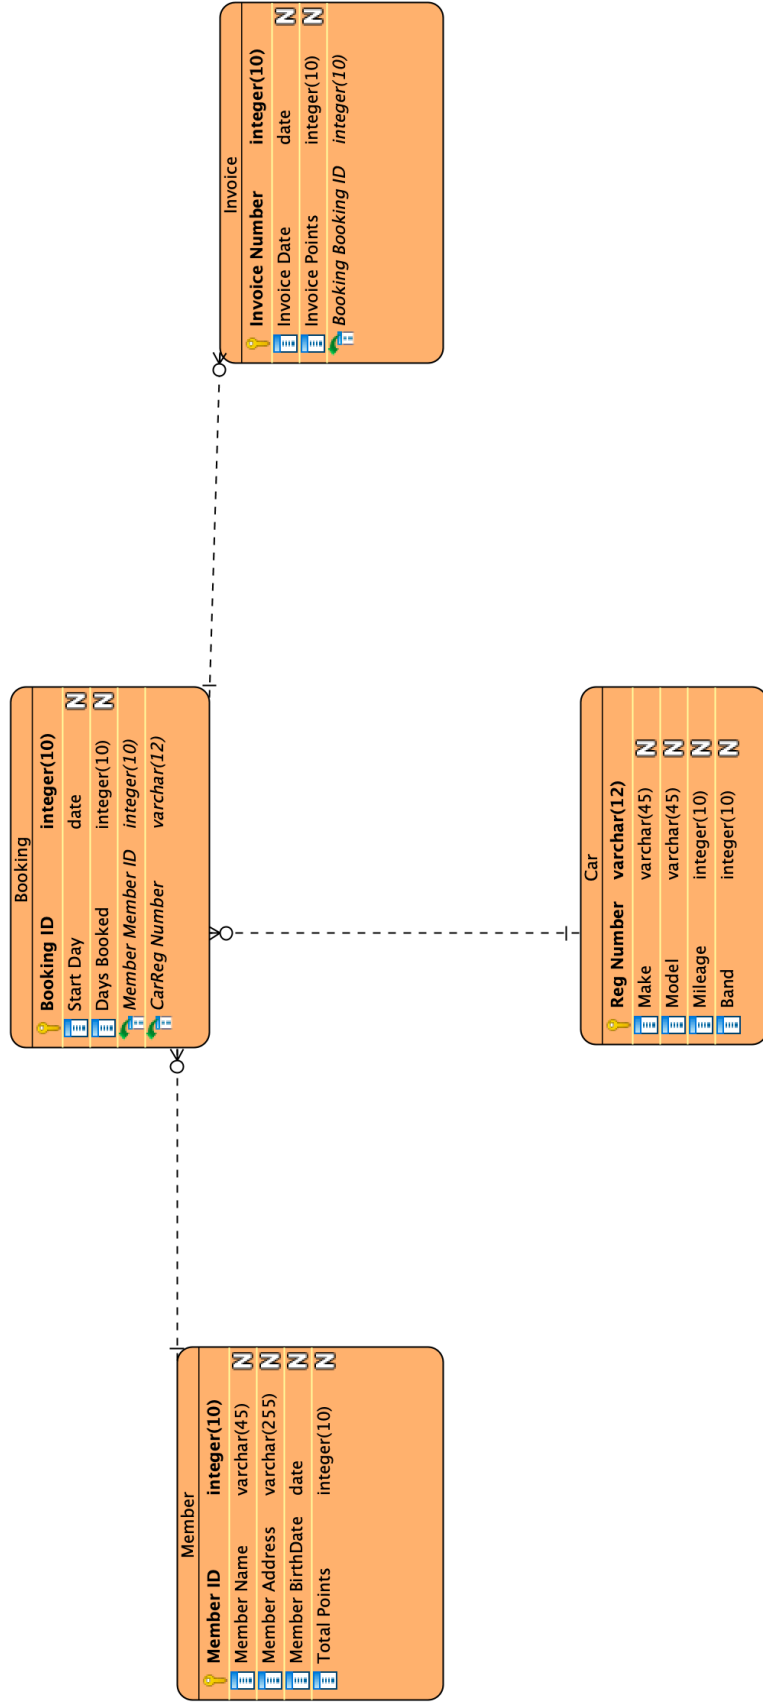 Member
Member ID integer(10)
Member Name varchar(45) N
Member Address varchar(255) N
Member BirthDate date N
Total Points integer(10) N
Booking
Booking ID integer(10)
Start Day date N
Days Booked integer(10) N
Member Member ID integer(10)
CarReg Number varchar(12)
Car
Reg Number varchar(12)
Make varchar(45) N
Model varchar(45) N
Mileage integer(10) N
Band integer(10) N
Invoice
Invoice Number integer(10)
Invoice Date date N
Invoice Points integer(10) N
Booking Booking ID integer(10)